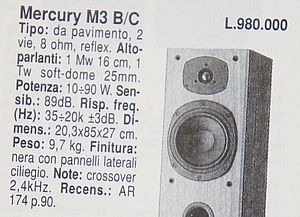 Mercury M3 B/C
L.980.000
Tipo: da pavimento, 2
vie, 8 ohm, reflex. Alto-
parlanti: 1 Mw 16 cm, 1
Tw soft-dome 25mm.
Potenza: 10÷90 W. Sen-
sib.: 89dB. Risp. freq.
(Hz): 35÷20k ±3dB. Di-
mens.: 20,3x85x27 cm.
Peso: 9,7 kg. Finitura:
nera con pannelli laterali
ciliegio. Note: crossover
2,4kHz. Recens.: AR
174 p.90.